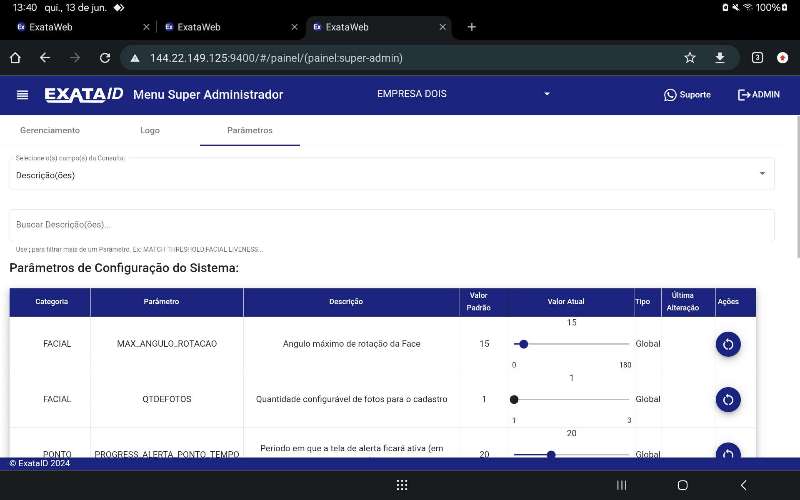 13:40 qui., 13 de jun. 100%
ExataWeb ExataWeb ExataWeb
144.22.149.125:9400/#/painel/(painel:super-admin) 3
EXATAID Menu Super Administrador EMPRESA DOIS Suporte ADMIN
Gerenciamento Logo Parâmetros
Selecione o(s) campo(s) da Consulta:
Descrição(ões)
Buscar Descrição(ões)...
Use ; para filtrar mais de um Parâmetro. Ex: MATCH THRESHOLD;FACIAL LIVENESS...
Parâmetros de Configuração do Sistema:
Categoria Parâmetro Descrição Valor Padrão Valor Atual Tipo Última Alteração Ações
15
FACIAL MAX_ANGULO_ROTACAO Angulo máximo de rotação da Face 15 Global
0 180
1
FACIAL QTDEFOTOS Quantidade configurável de fotos para o cadastro 1 Global
1 3
20
PONTO PROGRESS_ALERTA_PONTO_TEMPO Periodo em que a tela de alerta ficará ativa (em 20 Global
© ExataID 2024